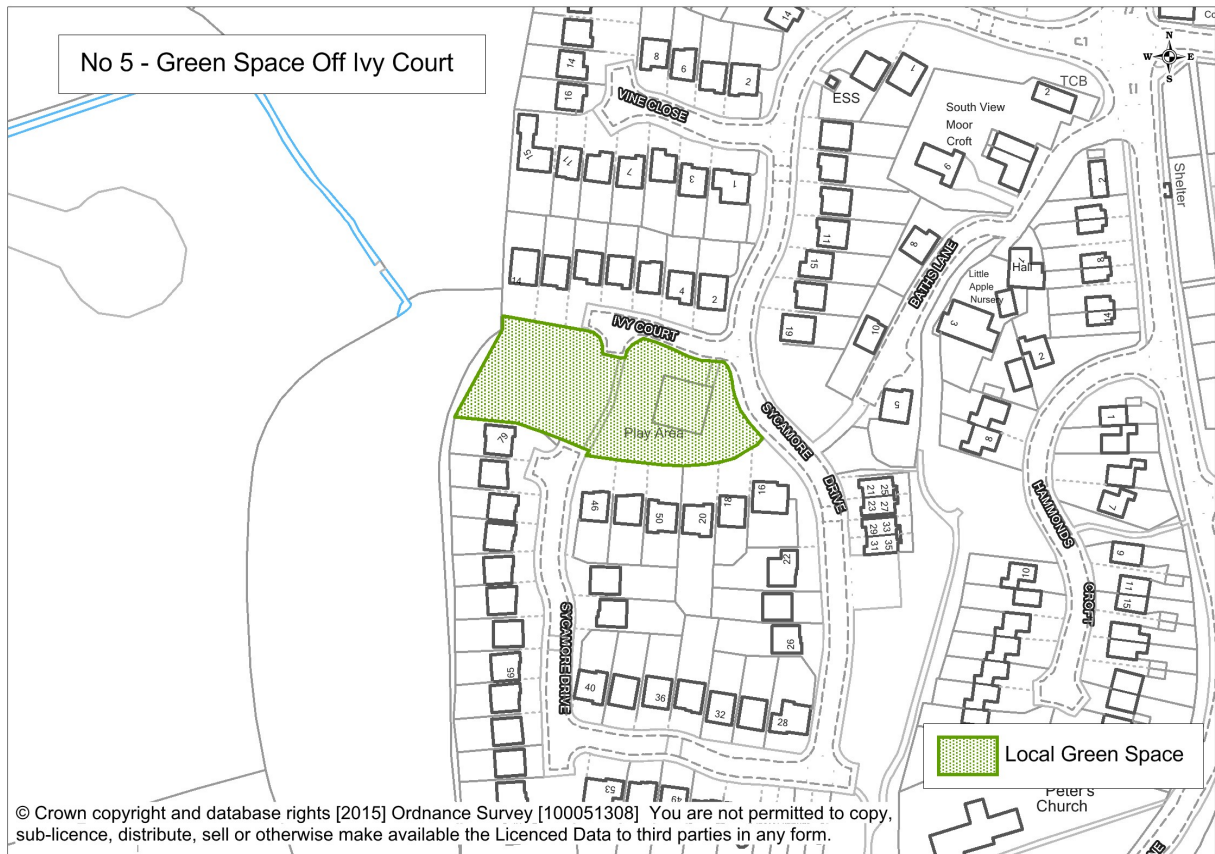 No 5 - Green Space Off Ivy Court
N
W E
S
14
8
6
2
14
16
VINE CLOSE
ESS
1
TCB
2
South View
Moor
Croft
9
Shelter
15
11
7
3
1
2
11
8
BATHS LANE
Hall
8
Little
Apple
Nursery
15
14
4
2
19
10
3
14
2
IVY COURT
5
SYCAMORE
DRIVE
Play Area
79
8
1
7
46
50
20
18
16
21
25
23
27
29
33
31
35
HAMMONDS
CROFT
22
10
9
11
15
26
SYCAMORE DRIVE
65
40
36
32
28
53
49
Local Green Space
Peter's
Church
© Crown copyright and database rights [2015] Ordnance Survey [100051308] You are not permitted to copy,
sub-licence, distribute, sell or otherwise make available the Licenced Data to third parties in any form.